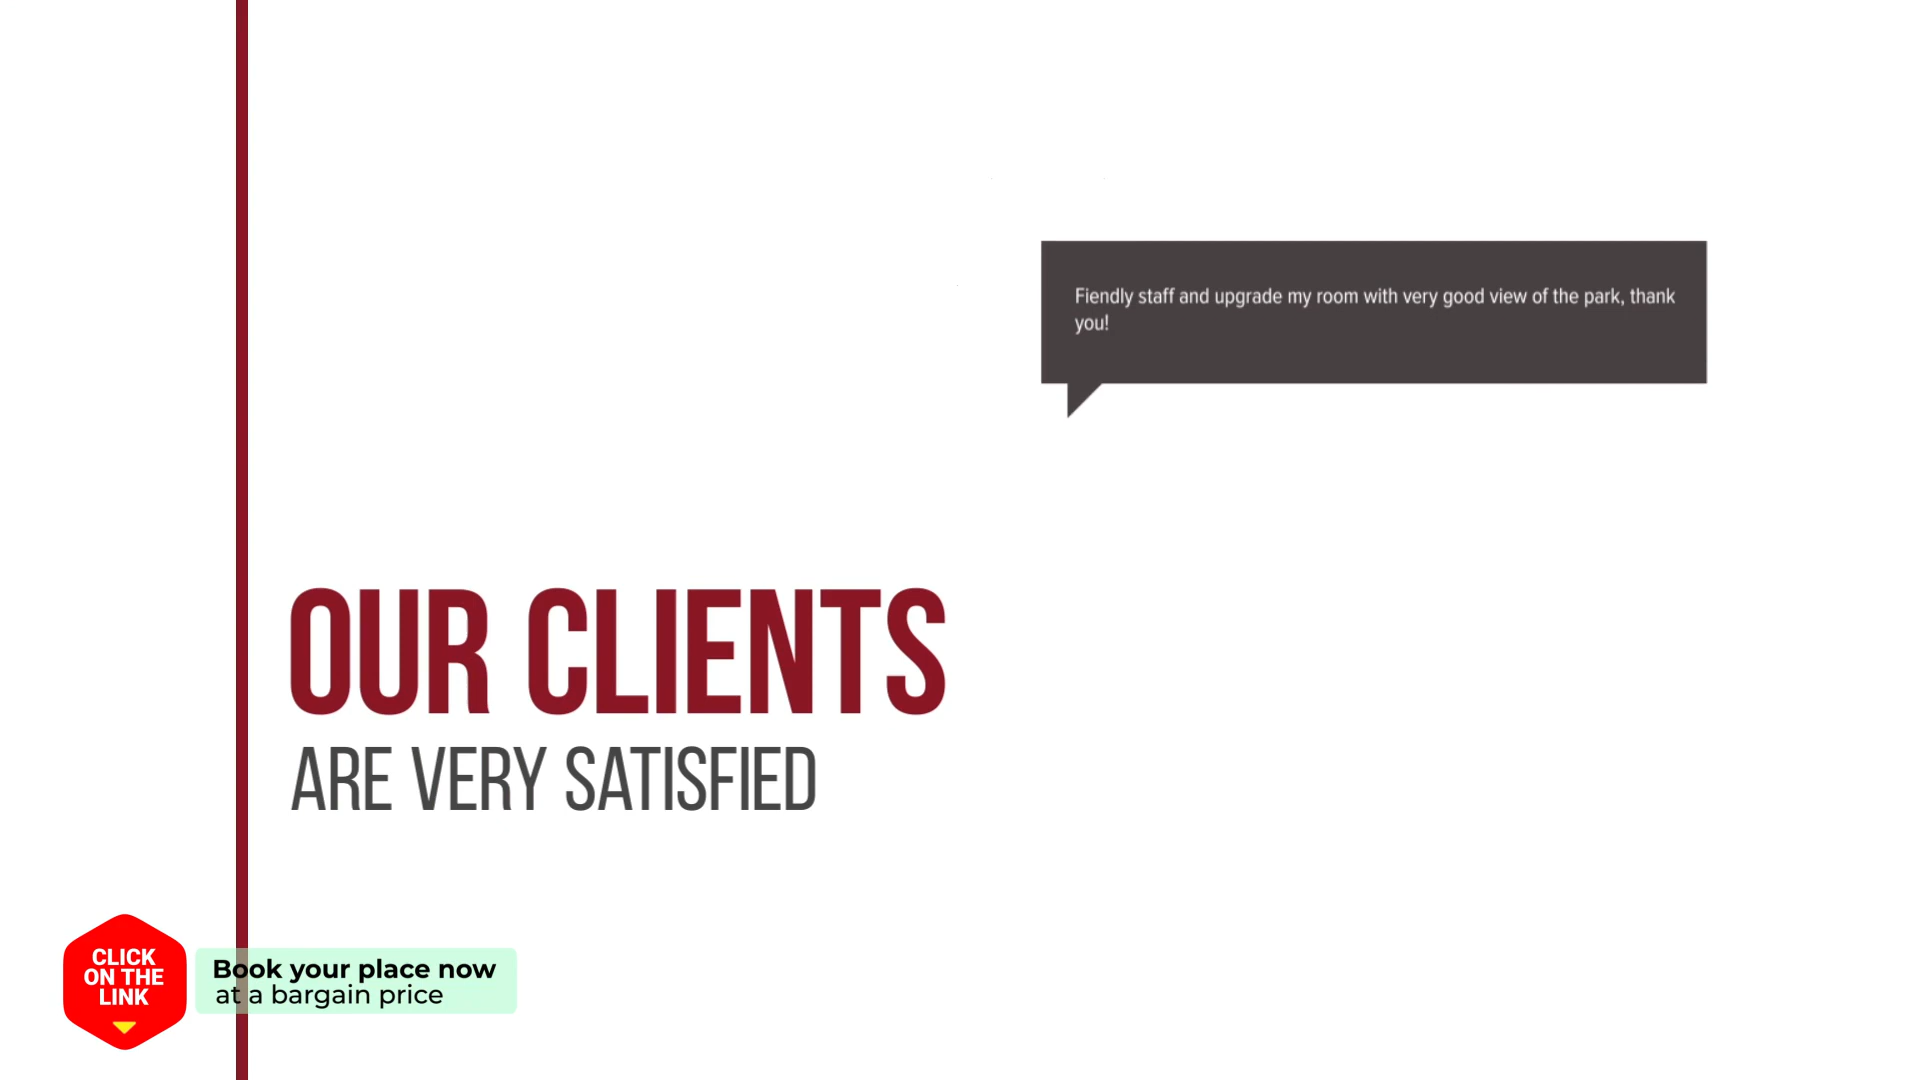 Fiendly staff and upgrade my room with very good view of the park, thank
you!
OUR CLIENTS
ARE VERY SATISFIED
CLICK
ON THE
LINK
Book your place now
at a bargain price